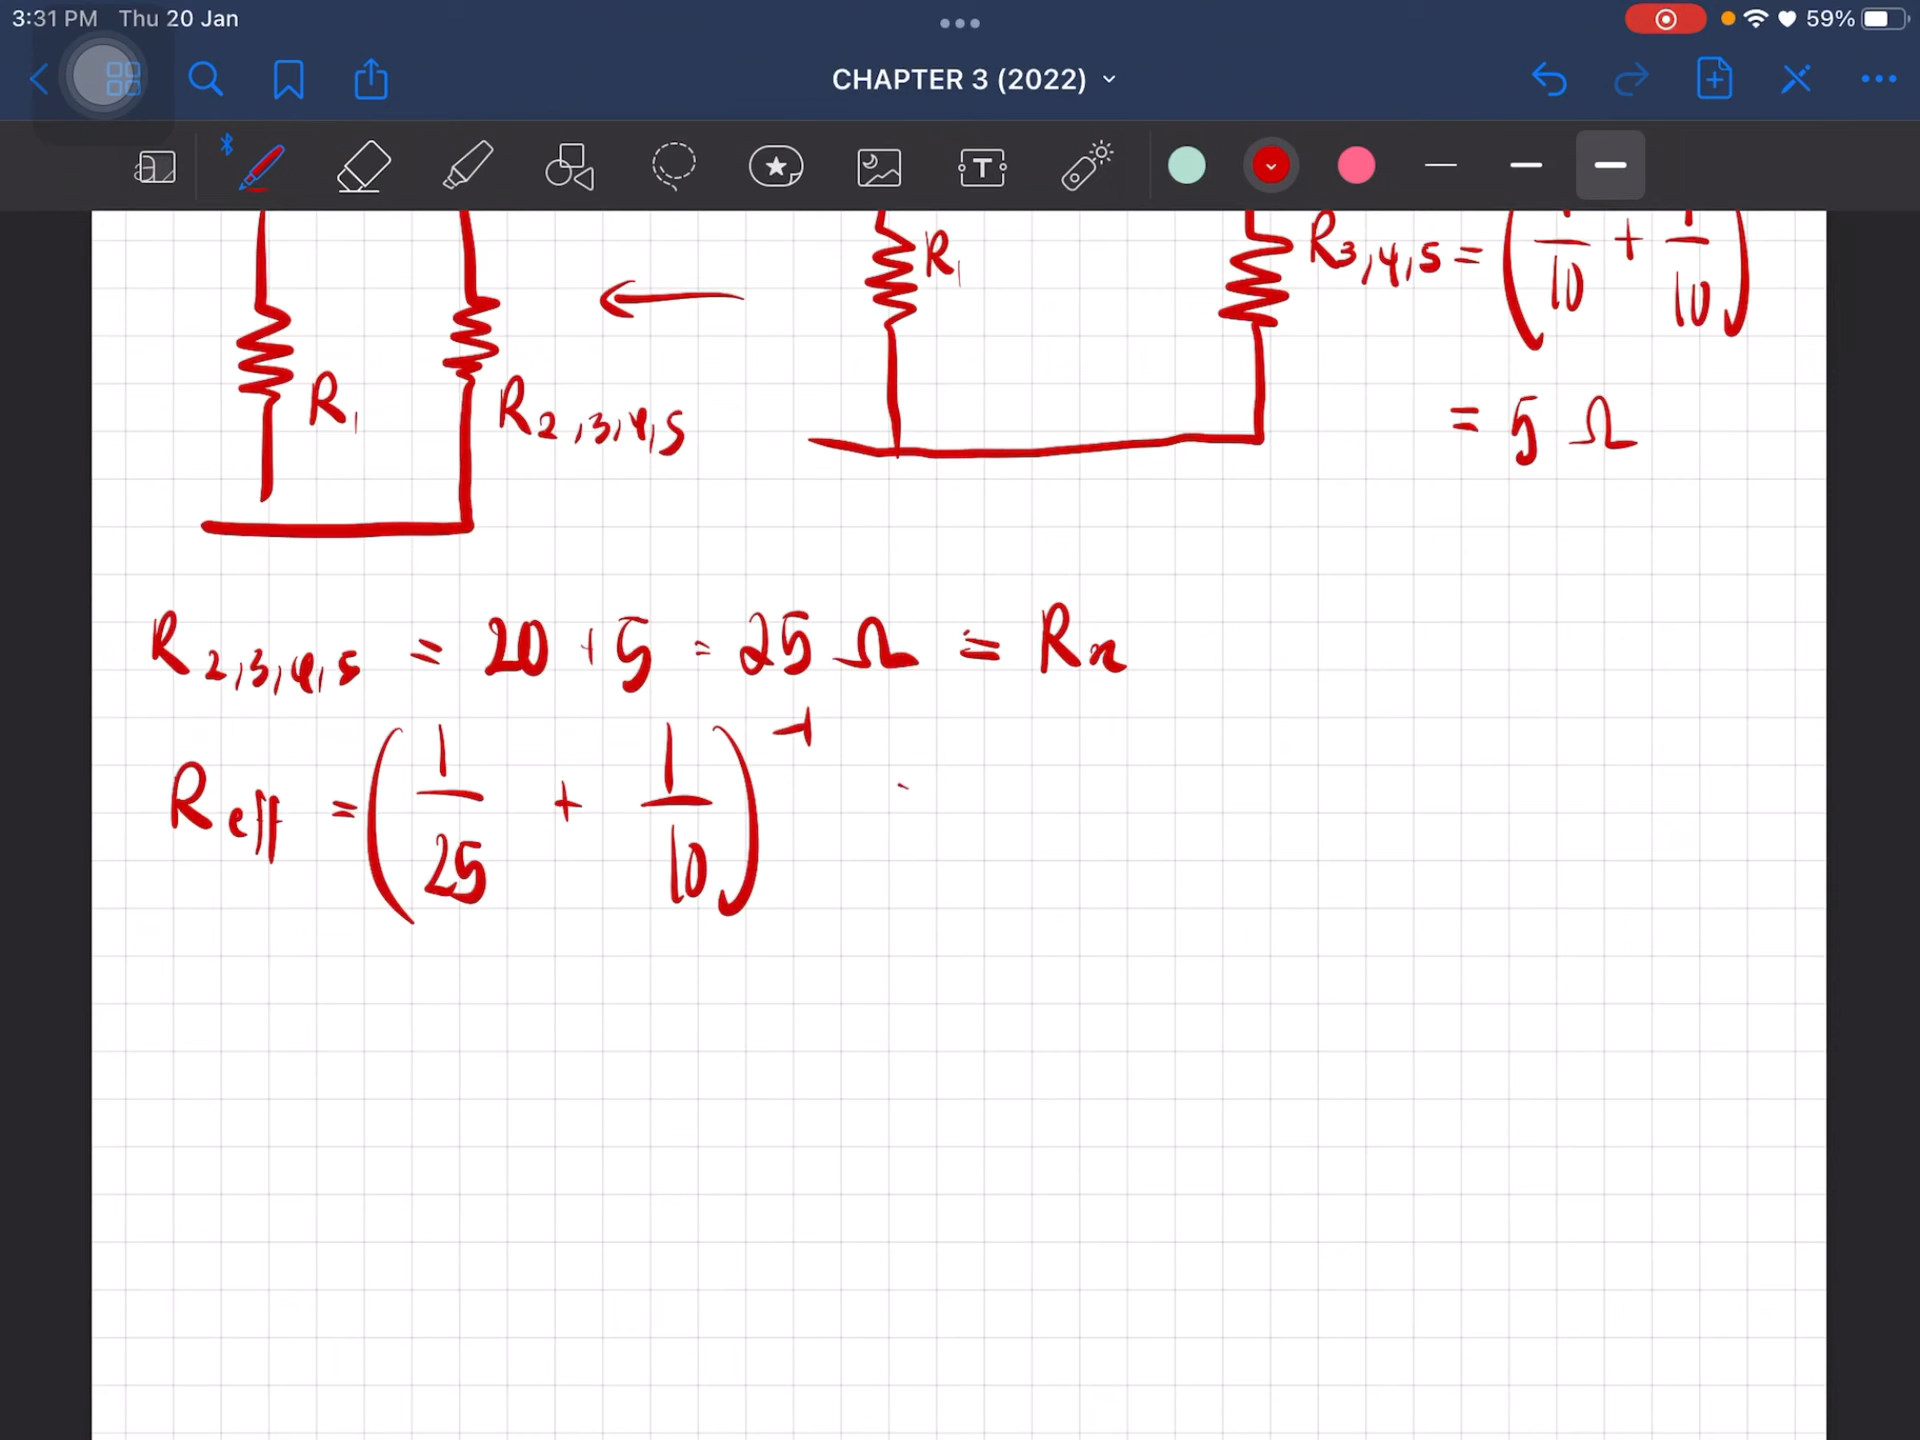 3:31 PM Thu 20 Jan
59%
CHAPTER 3 (2022)
T
R1
R3,4,5 = (1/10 + 1/10)
R1
R2,3,4,5
= 5 Ω
R2,3,4,5 = 20 + 5 = 25 Ω = Rx
Reff = (1/25 + 1/10)^-1